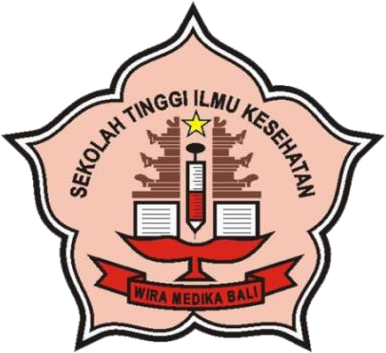 SEKOLAH TINGGI ILMU KESEHATAN
WIRA MEDIKA BALI